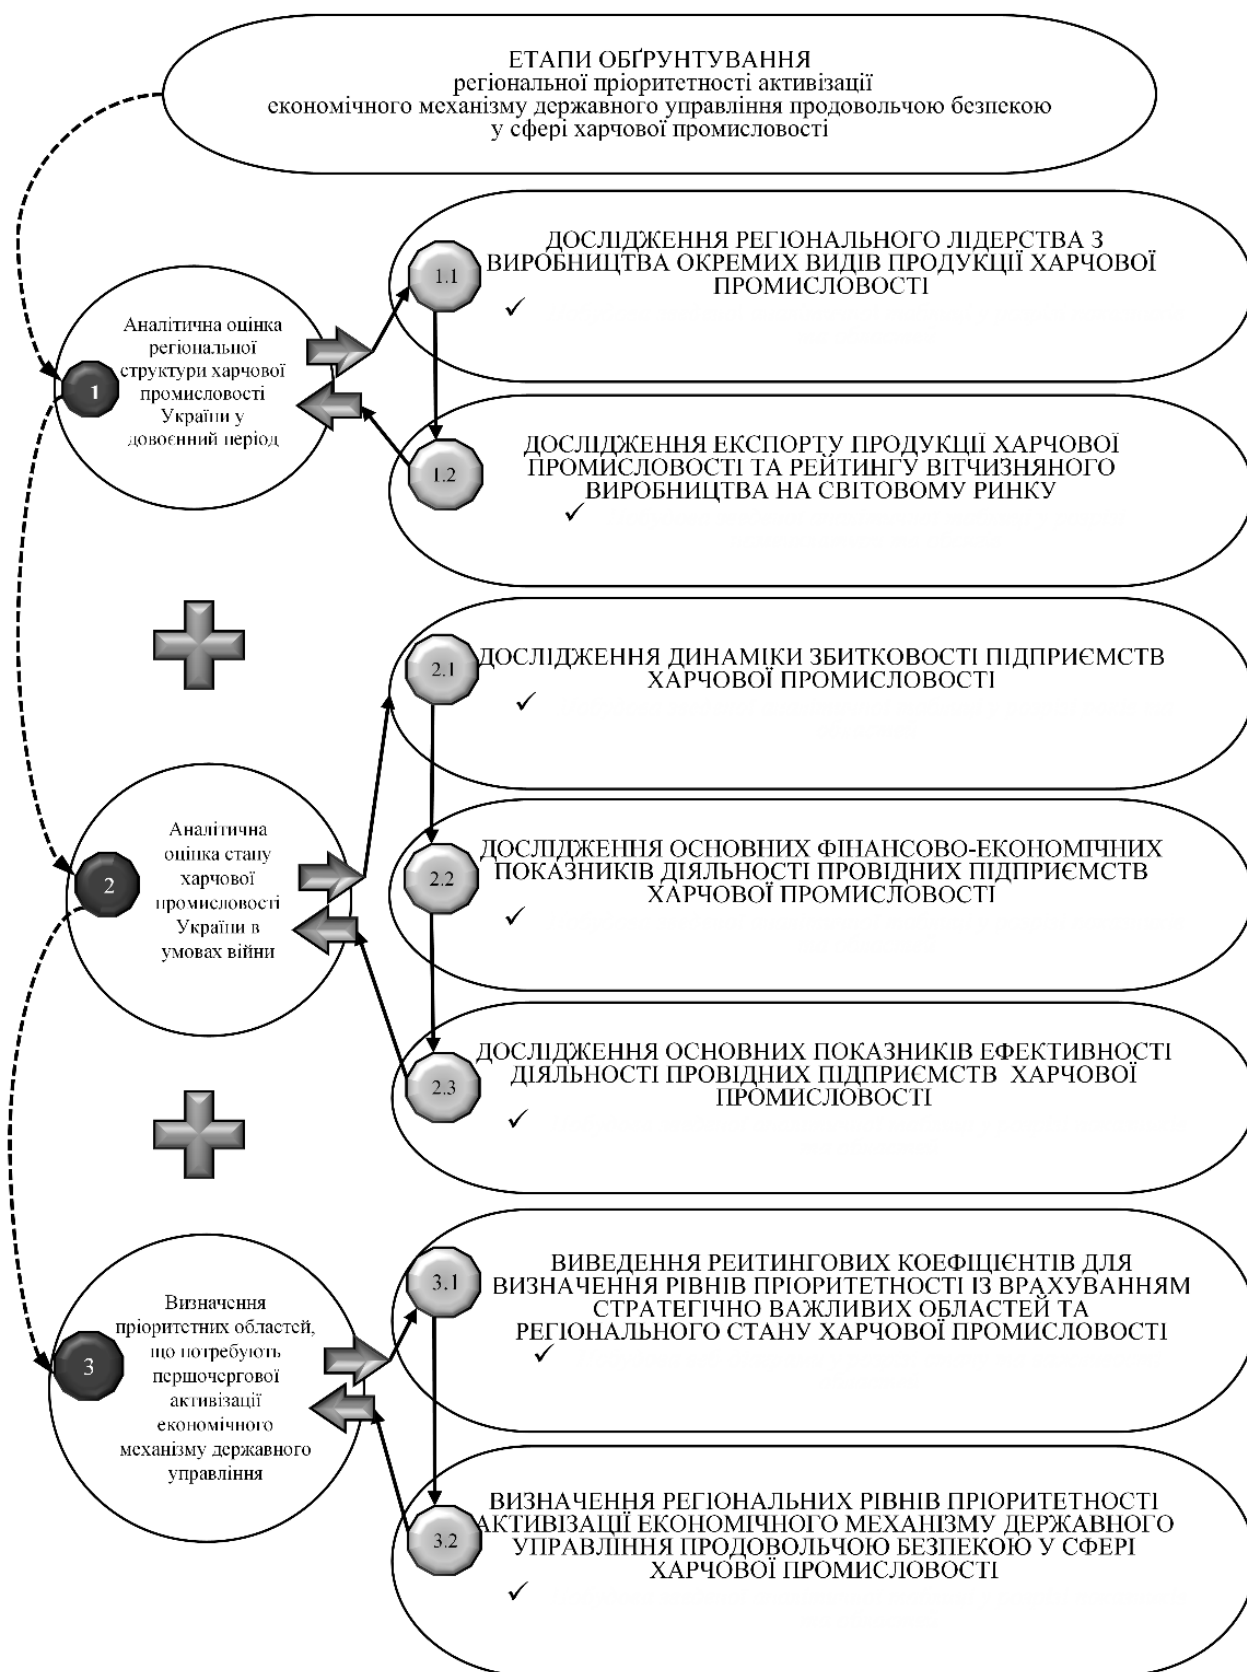 ЕТАПИ ОБҐРУНТУВАННЯ
регіональної пріоритетності активізації
економічного механізму державного управління продовольчою безпекою
у сфері харчової промисловості
1
Аналітична оцінка
регіональної
структури харчової
промисловості
України у
довоєнний період
1.1
ДОСЛІДЖЕННЯ РЕГІОНАЛЬНОГО ЛІДЕРСТВА З
ВИРОБНИЦТВА ОКРЕМИХ ВИДІВ ПРОДУКЦІЇ ХАРЧОВОЇ
ПРОМИСЛОВОСТІ
✓
1.2
ДОСЛІДЖЕННЯ ЕКСПОРТУ ПРОДУКЦІЇ ХАРЧОВОЇ
ПРОМИСЛОВОСТІ ТА РЕЙТИНГУ ВІТЧИЗНЯНОГО
ВИРОБНИЦТВА НА СВІТОВОМУ РИНКУ
✓
2
Аналітична
оцінка стану
харчової
промисловості
України в
умовах війни
2.1
ДОСЛІДЖЕННЯ ДИНАМІКИ ЗБИТКОВОСТІ ПІДПРИЄМСТВ
ХАРЧОВОЇ ПРОМИСЛОВОСТІ
✓
2.2
ДОСЛІДЖЕННЯ ОСНОВНИХ ФІНАНСОВО-ЕКОНОМІЧНИХ
ПОКАЗНИКІВ ДІЯЛЬНОСТІ ПРОВІДНИХ ПІДПРИЄМСТВ
ХАРЧОВОЇ ПРОМИСЛОВОСТІ
✓
2.3
ДОСЛІДЖЕННЯ ОСНОВНИХ ПОКАЗНИКІВ ЕФЕКТИВНОСТІ
ДІЯЛЬНОСТІ ПРОВІДНИХ ПІДПРИЄМСТВ ХАРЧОВОЇ
ПРОМИСЛОВОСТІ
✓
3
Визначення
пріоритетних областей,
що потребують
першочергової
активізації
економічного
механізму державного
управління
3.1
ВИВЕДЕННЯ РЕЙТИНГОВИХ КОЕФІЦІЄНТІВ ДЛЯ
ВИЗНАЧЕННЯ РІВНІВ ПРІОРИТЕТНОСТІ ІЗ ВРАХУВАННЯМ
СТРАТЕГІЧНО ВАЖЛИВИХ ОБЛАСТЕЙ ТА
РЕГІОНАЛЬНОГО СТАНУ ХАРЧОВОЇ ПРОМИСЛОВОСТІ
✓
3.2
ВИЗНАЧЕННЯ РЕГІОНАЛЬНИХ РІВНІВ ПРІОРИТЕТНОСТІ
АКТИВІЗАЦІЇ ЕКОНОМІЧНОГО МЕХАНІЗМУ ДЕРЖАВНОГО
УПРАВЛІННЯ ПРОДОВОЛЬЧОЮ БЕЗПЕКОЮ У СФЕРІ
ХАРЧОВОЇ ПРОМИСЛОВОСТІ
✓